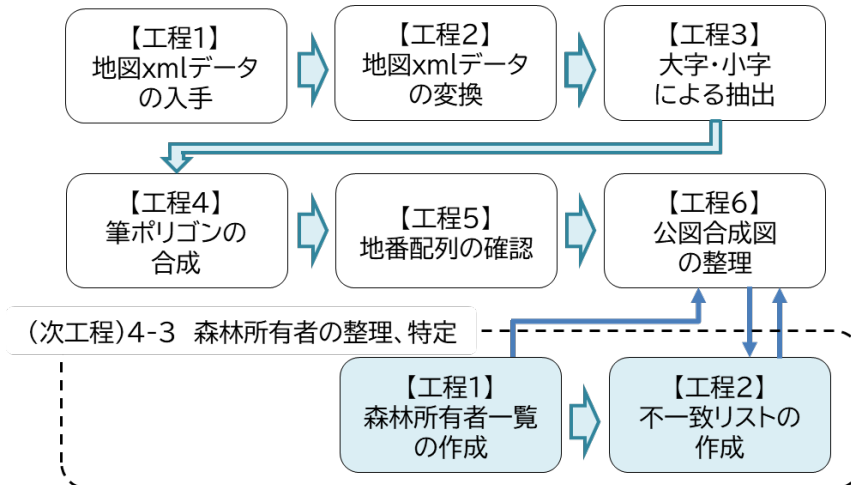 【工程1】
地図xmlデータ
の入手
【工程2】
地図xmlデータ
の変換
【工程3】
大字・小字
による抽出
【工程4】
筆ポリゴンの
合成
【工程5】
地番配列の確認
【工程6】
公図合成図
の整理
(次工程)4-3 森林所有者の整理、特定
【工程1】
森林所有者一覧
の作成
【工程2】
不一致リストの
作成